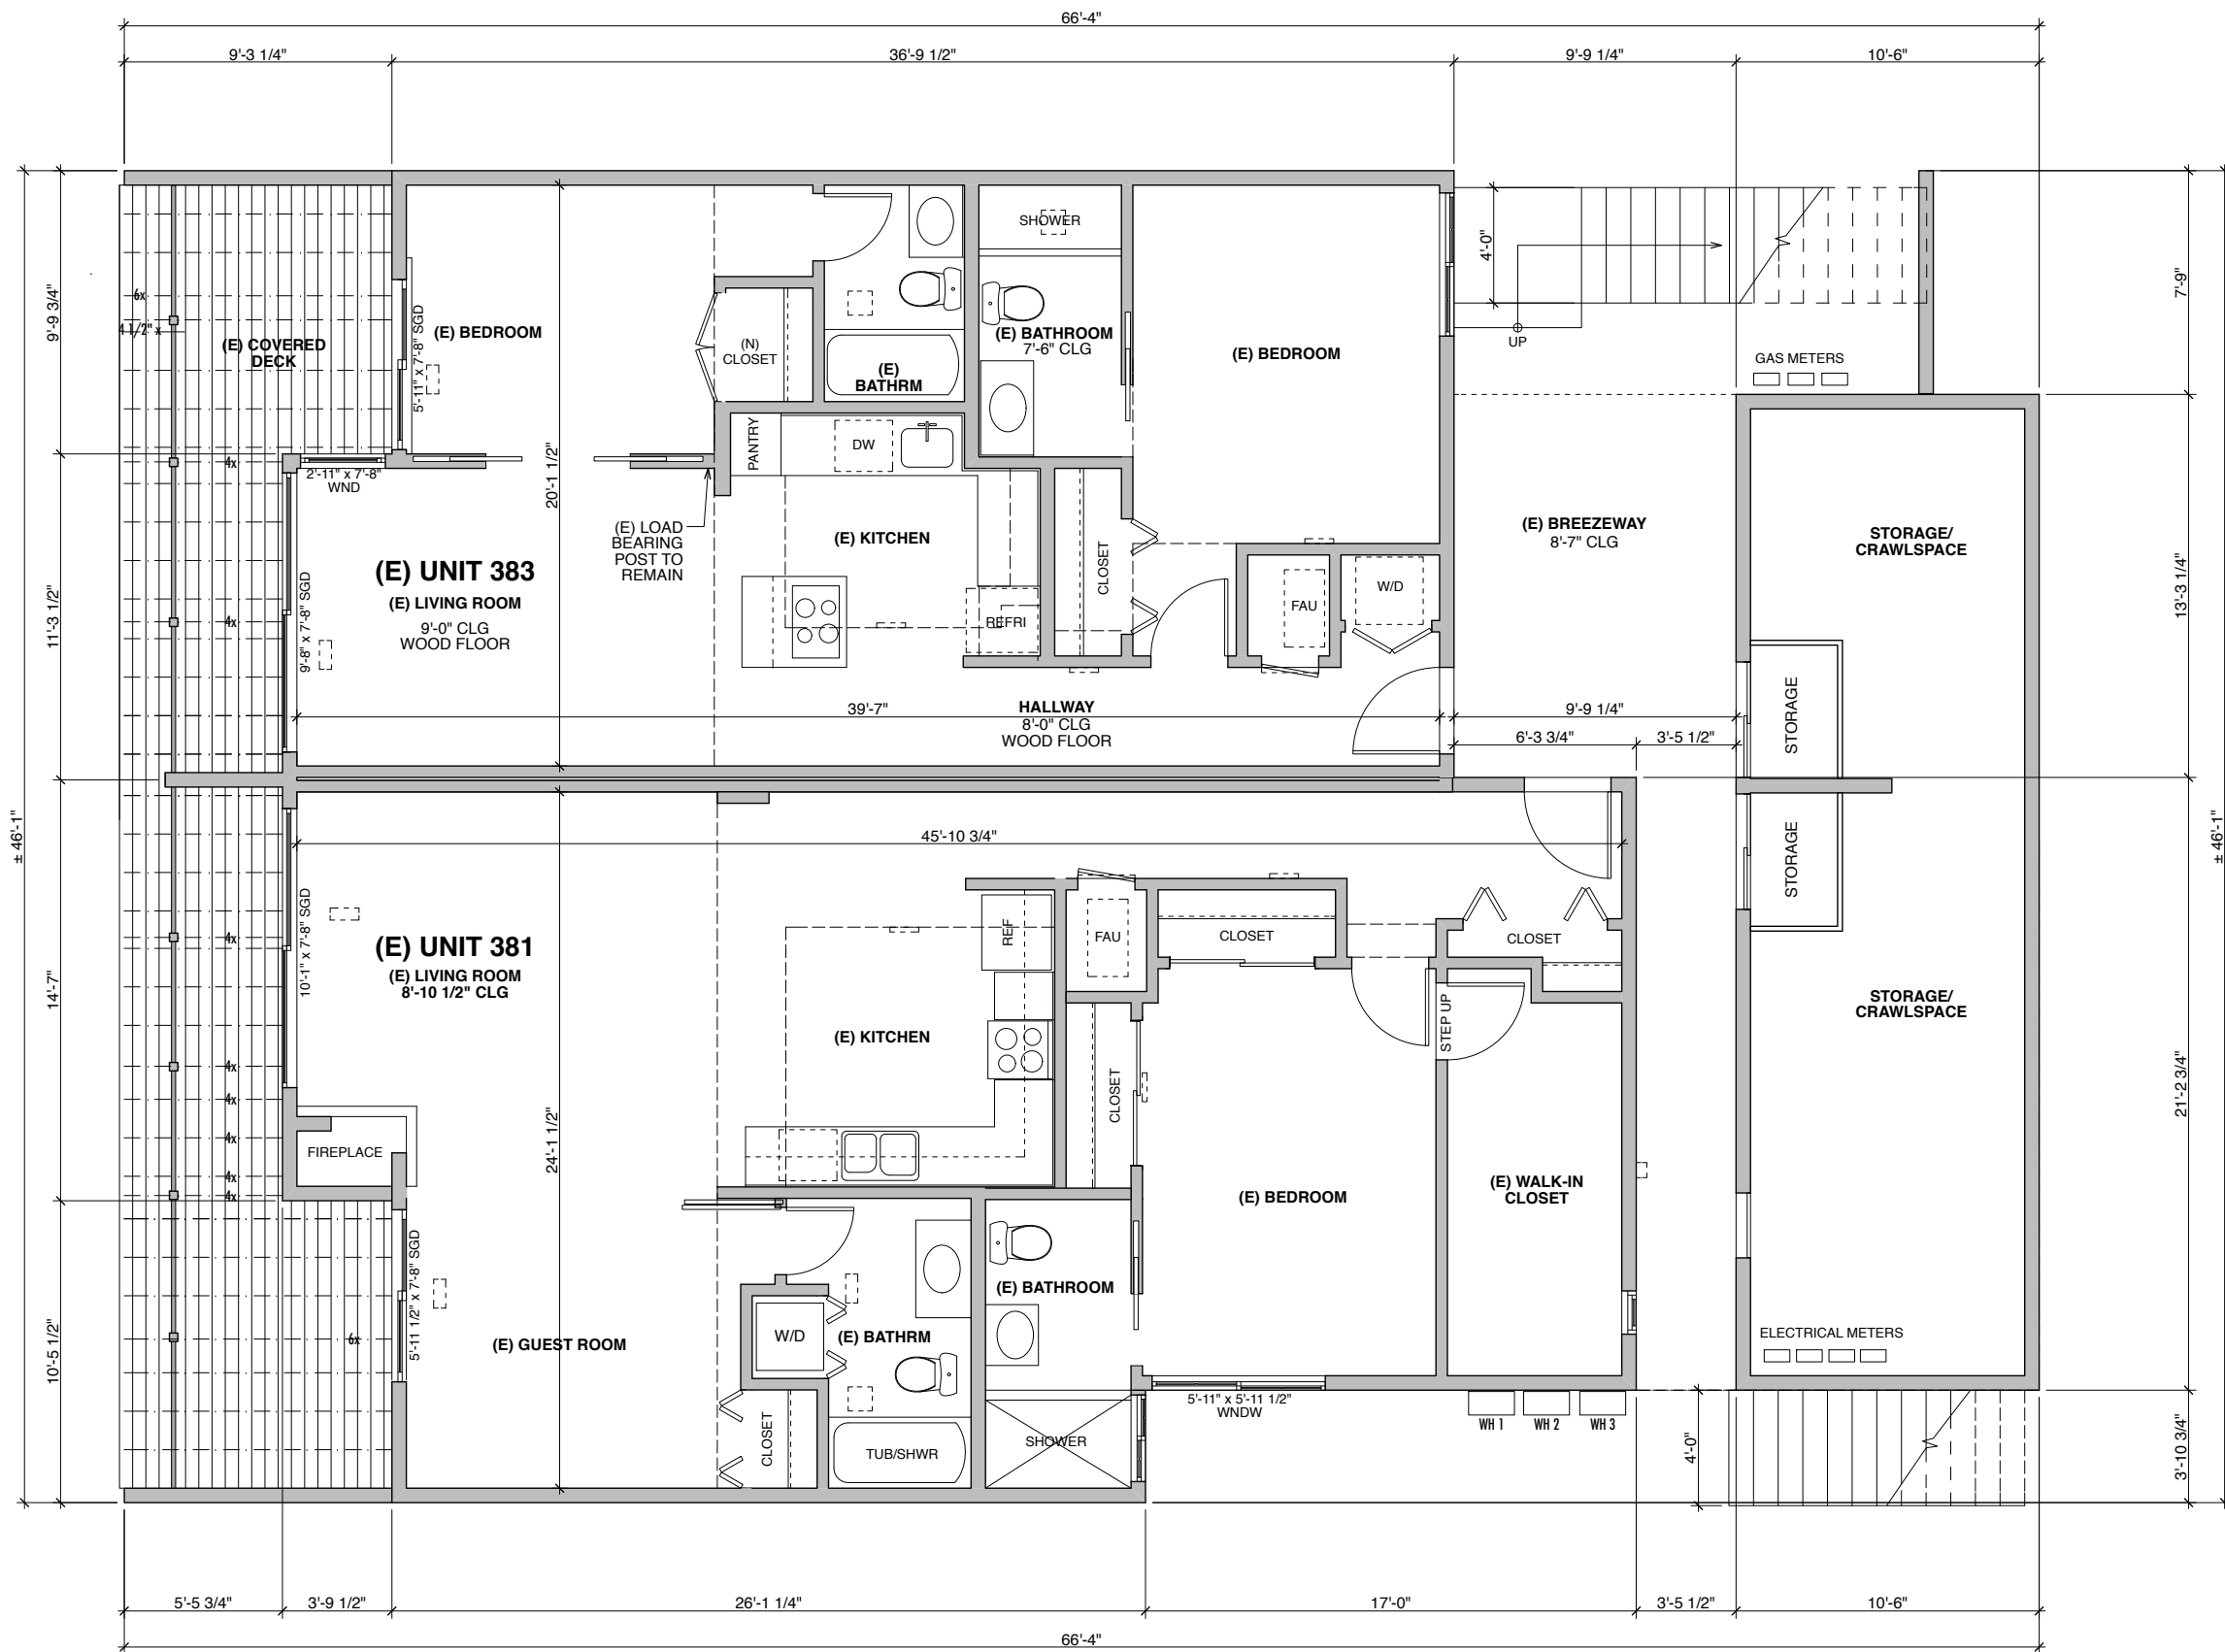 66'-4"
9'-3 1/4"
36'-9 1/2"
9'-9 1/4"
10'-6"
SHOWER
4'-0"
9'-9 3/4"
7'-9"
6x
4 1/2" x
(E) COVERED
DECK
5'-11" x 7'-8" SGD
(E) BEDROOM
(N)
CLOSET
(E)
BATHRM
(E) BATHROOM
7'-6" CLG
(E) BEDROOM
UP
GAS METERS
PANTRY
DW
4x
2'-11" x 7'-8"
WND
20'-1 1/2"
(E) LOAD
BEARING
POST TO
REMAIN
(E) KITCHEN
(E) BREEZEWAY
8'-7" CLG
STORAGE/
CRAWLSPACE
(E) UNIT 383
(E) LIVING ROOM
9'-0" CLG
WOOD FLOOR
9'-8" x 7'-8" SGD
11'-3 1/2"
4x
REFRI
CLOSET
FAU
W/D
13'-3 1/4"
39'-7"
HALLWAY
8'-0" CLG
WOOD FLOOR
9'-9 1/4"
6'-3 3/4"
3'-5 1/2"
STORAGE
± 46'-1"
± 46'-1"
45'-10 3/4"
STORAGE
10'-1" x 7'-8" SGD
4x
(E) UNIT 381
(E) LIVING ROOM
8'-10 1/2" CLG
REF
FAU
CLOSET
CLOSET
14'-7"
STORAGE/
CRAWLSPACE
(E) KITCHEN
STEP UP
4x
4x
4x
4x
4x
CLOSET
21'-2 3/4"
FIREPLACE
24'-1 1/2"
(E) BEDROOM
(E) WALK-IN
CLOSET
5'-11 1/2" x 7'-8" SGD
6x
(E) GUEST ROOM
W/D
(E) BATHRM
(E) BATHROOM
ELECTRICAL METERS
10'-5 1/2"
5'-11" x 5'-11 1/2"
WNDW
WH 1
WH 2
WH 3
CLOSET
TUB/SHWR
SHOWER
4'-0"
3'-10 3/4"
5'-5 3/4"
3'-9 1/2"
26'-1 1/4"
17'-0"
3'-5 1/2"
10'-6"
66'-4"